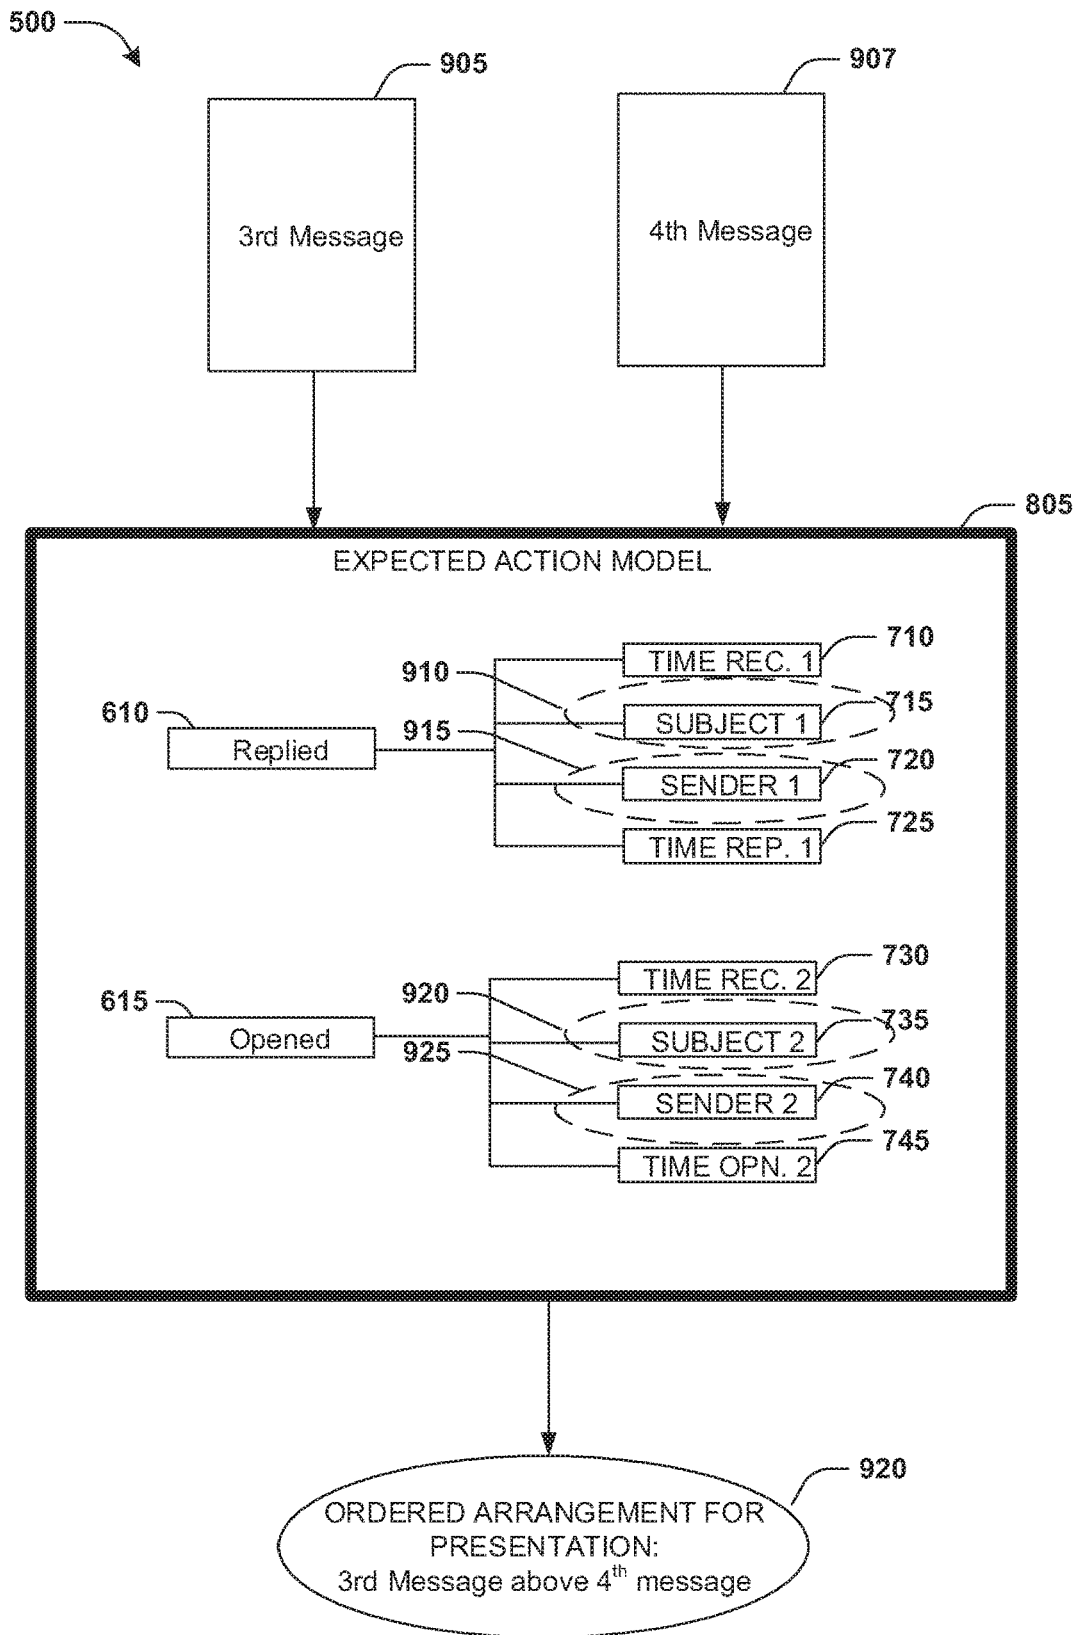 500
905
907
3rd Message
4th Message
805
EXPECTED ACTION MODEL
710
TIME REC. 1
910
715
SUBJECT 1
610
Replied
915
720
SENDER 1
725
TIME REP. 1
730
TIME REC. 2
920
735
SUBJECT 2
615
Opened
925
740
SENDER 2
745
TIME OPN. 2
920
ORDERED ARRANGEMENT FOR
PRESENTATION:
3rd Message above 4th message